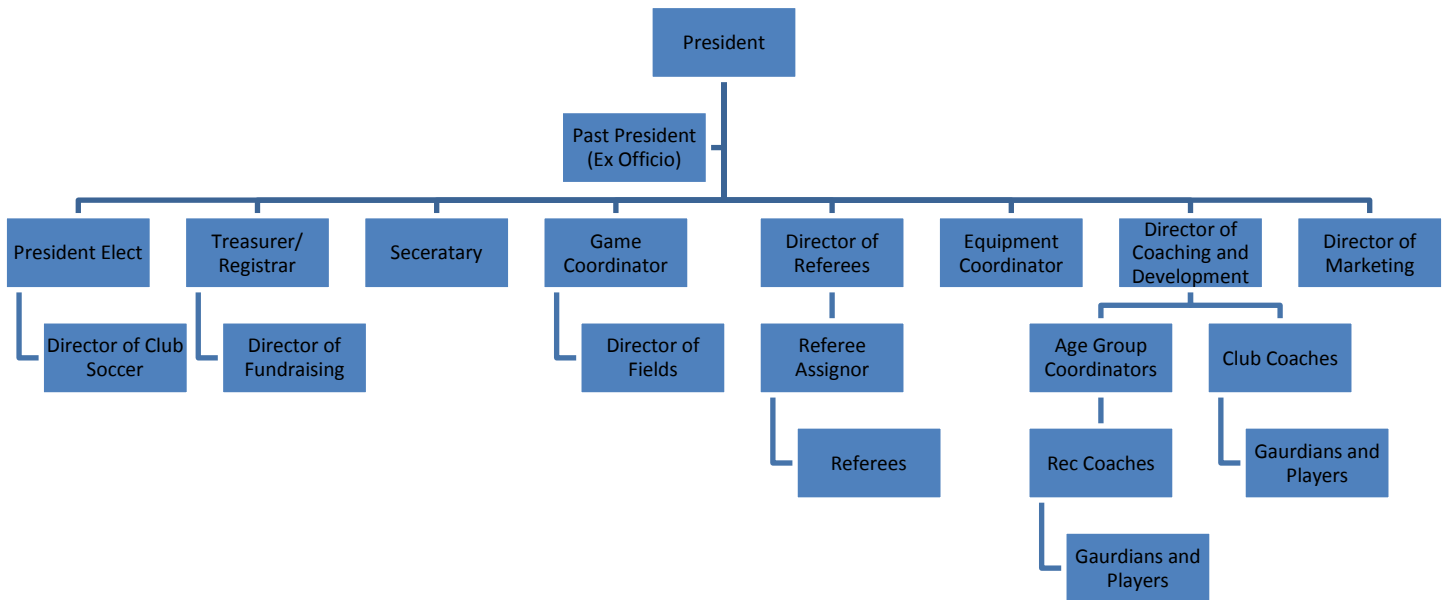 President
Past President
(Ex Officio)
President Elect
Treasurer/
Registrar
Seceratary
Game
Coordinator
Director of
Referees
Equipment
Coordinator
Director of
Coaching and
Development
Director of
Marketing
Director of Club
Soccer
Director of
Fundraising
Director of
Fields
Referee
Assignor
Age Group
Coordinators
Club Coaches
Referees
Rec Coaches
Gaurdians and
Players
Gaurdians and
Players